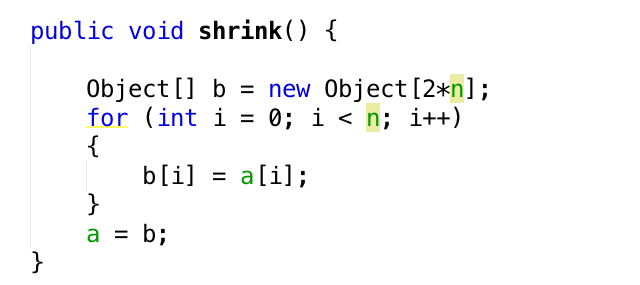 public void shrink() {
Object[] b = new Object[2*n];
for (int i = 0; i < n; i++)
{
b[i] = a[i];
}
a = b;
}